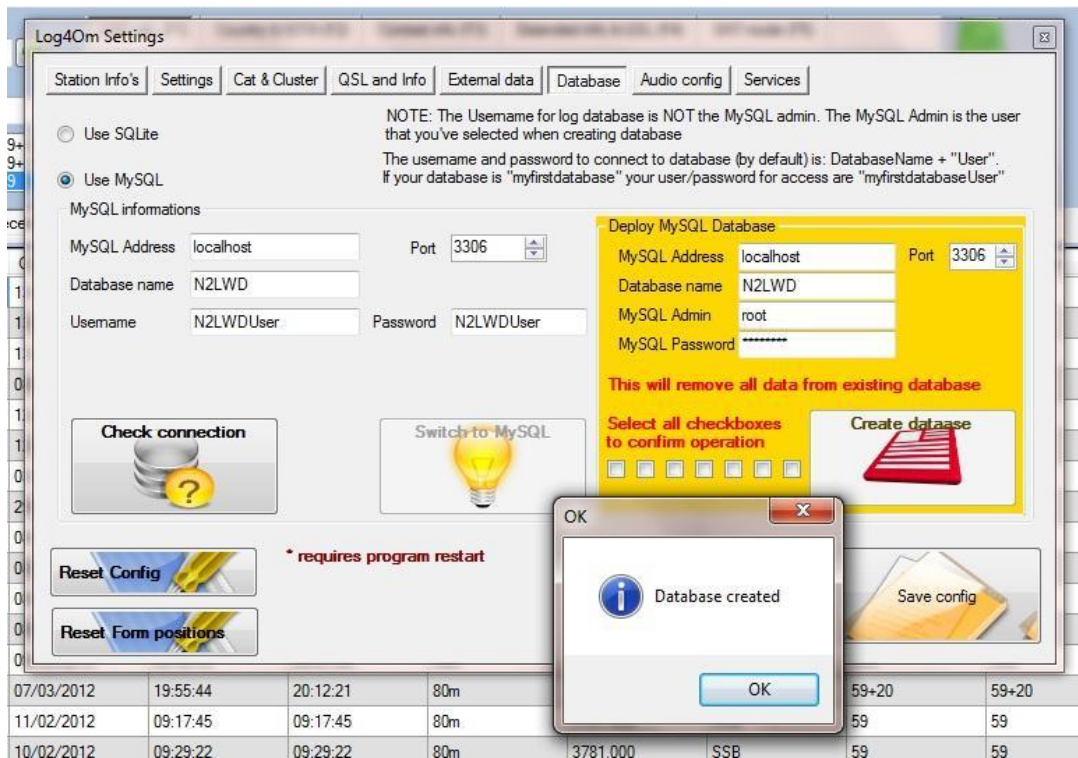 Log4Om Settings
Station Info's Settings Cat & Cluster QSL and Info External data Database Audio config Services
Use SQLite
NOTE: The Username for log database is NOT the MySQL admin. The MySQL Admin is the user
that you've selected when creating database
The username and password to connect to database (by default) is: DatabaseName + "User".
If your database is "myfirstdatabase" your user/password for access are "myfirstdatabaseUser"
Use MySQL
MySQL informations
MySQL Address localhost Port 3306
Database name N2LWD
Username N2LWDUser Password N2LWDUser
Deploy MySQL Database
MySQL Address localhost Port 3306
Database name N2LWD
MySQL Admin root
MySQL Password ********
This will remove all data from existing database
Select all checkboxes
to confirm operation
Create dataase
Check connection
Switch to MySQL
OK
Database created
OK
Reset Config
* requires program restart
Save config
Reset Form positions
07/03/2012 19:55:44 20:12:21 80m 59+20 59+20
11/02/2012 09:17:45 09:17:45 80m 59 59
10/02/2012 09:29:22 09:29:22 80m 3781.000 SSB 59 59